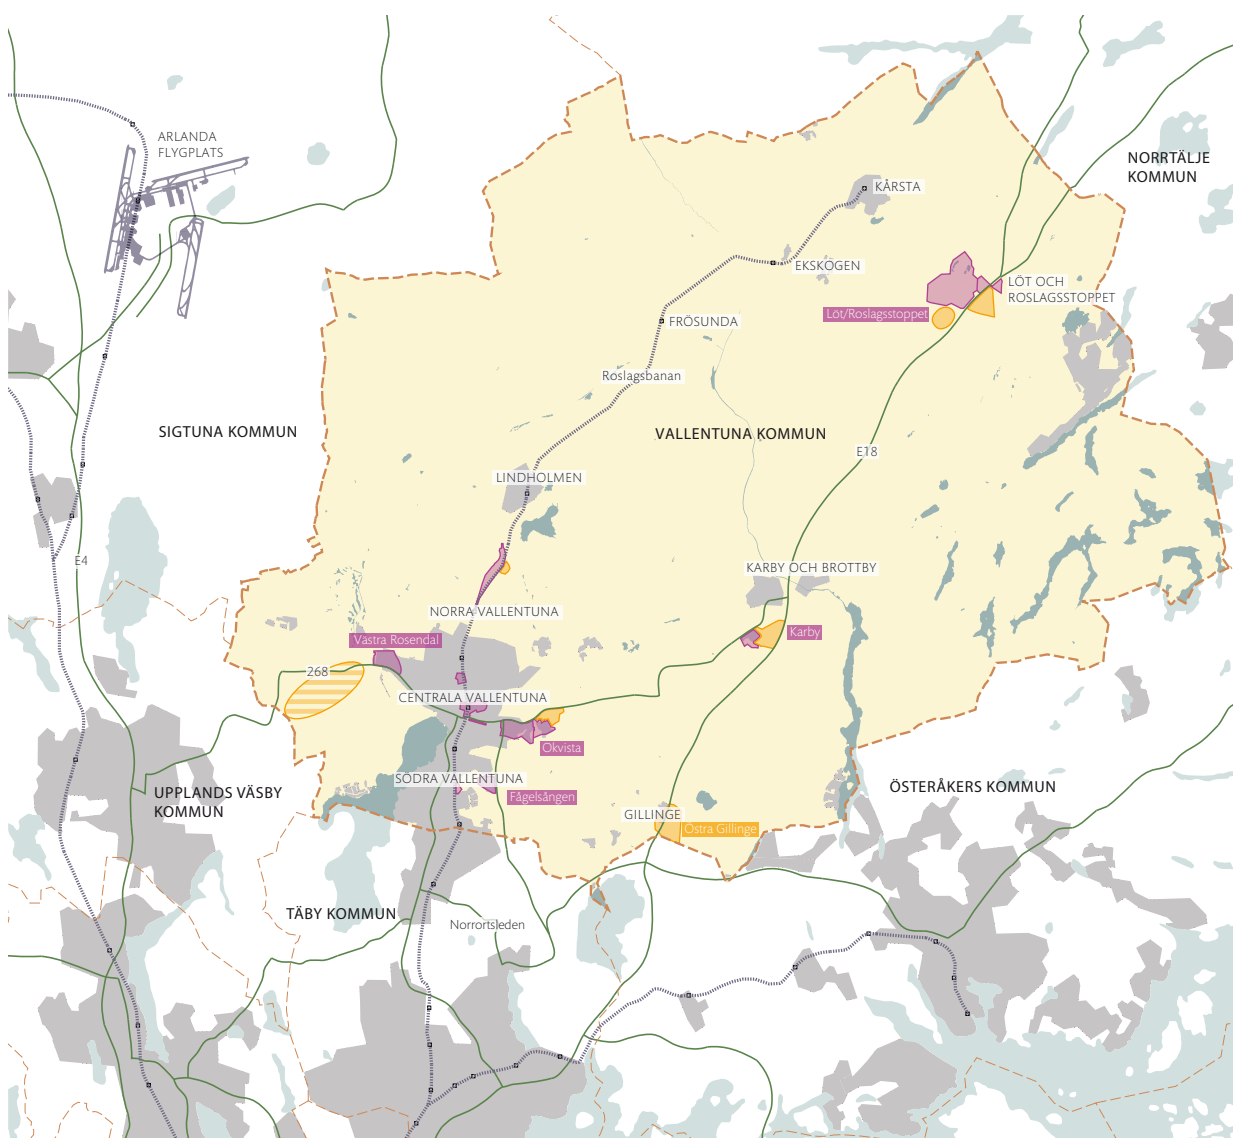 ARLANDA
FLYGPLATS
NORRTÄLJE
KOMMUN
KÅRSTA
EKSKOGEN
LÖT OCH
ROSLAGSSTOPPET
Löt/Roslagsstoppet
FRÖSUNDA
Roslagsbanan
SIGTUNA KOMMUN
VALLENTUNA KOMMUN
E18
LINDHOLMEN
E4
KARBY OCH BROTTBY
NORRA VALLENTUNA
Västra Rosendal
Karby
268
CENTRALA VALLENTUNA
Okvista
SÖDRA VALLENTUNA
Fågelsången
UPPLANDS VÄSBY
KOMMUN
ÖSTERÅKERS KOMMUN
GILLINGE
Östra Gillinge
TÄBY KOMMUN
Norrortsleden